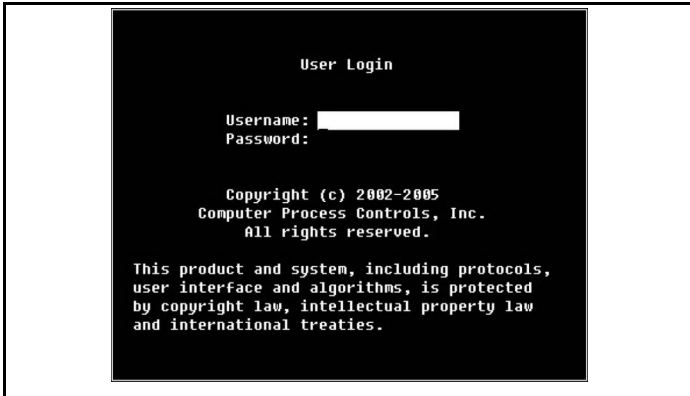 User Login
Username:
Password:
Copyright (c) 2002-2005
Computer Process Controls, Inc.
All rights reserved.
This product and system, including protocols,
user interface and algorithms, is protected
by copyright law, intellectual property law
and international treaties.